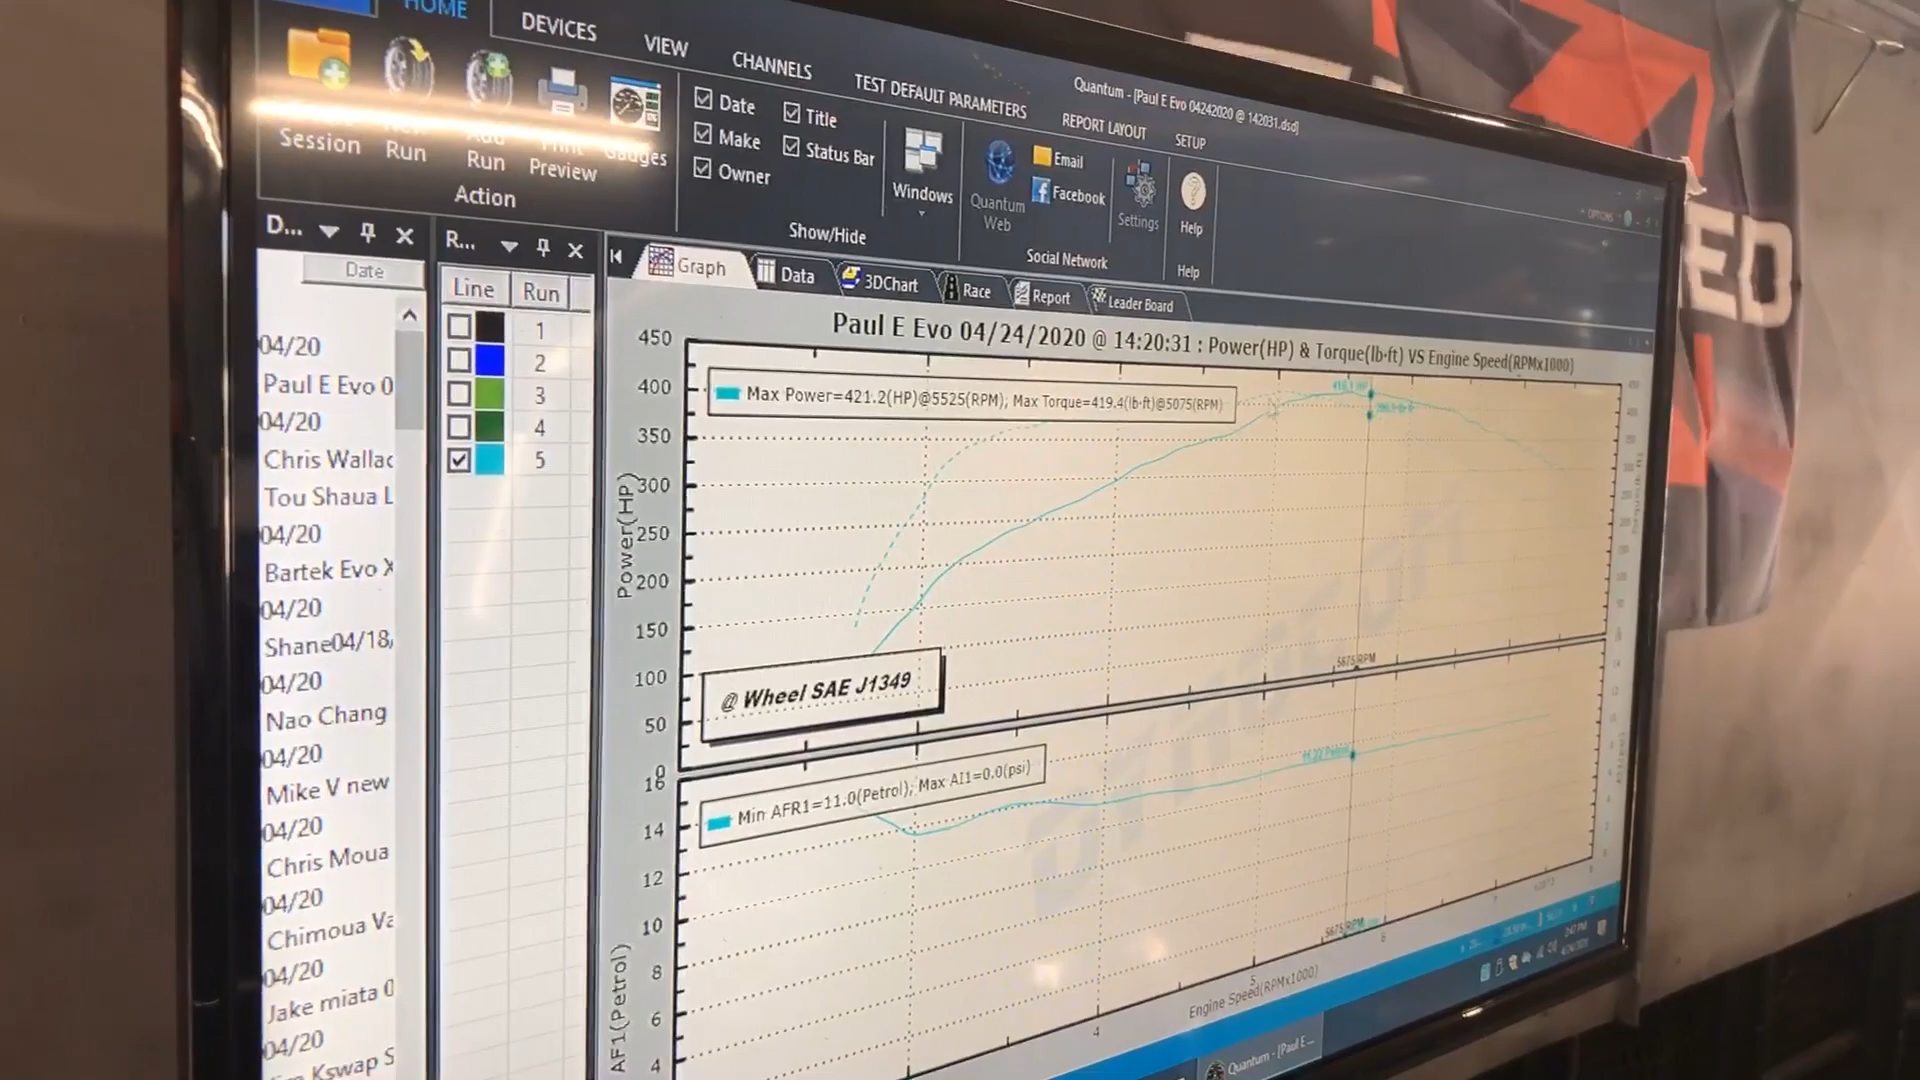 HOME
DEVICES
VIEW
CHANNELS
TEST DEFAULT PARAMETERS
REPORT LAYOUT
SETUP
Quantum - [Paul E Evo 04242020 @ 142031.dsd]
Session
Run
Run
Preview
Gauges
Action
Date
Make
Owner
Title
Status Bar
Show/Hide
Windows
Quantum
Web
Email
Facebook
Social Network
Settings
Help
Help
OPTIONS
ED
D...
R...
Date
Line
Run
1
2
3
4
5
04/20
Paul E Evo 0
04/20
Chris Wallac
Tou Shaua L
04/20
Bartek Evo X
04/20
Shane04/18/
04/20
Nao Chang
04/20
Mike V new
04/20
Chris Moua
04/20
Chimoua Va
04/20
Jake miata 0
04/20
Kswap S
Graph
Data
3DChart
Race
Report
Leader Board
Paul E Evo 04/24/2020 @ 14:20:31 : Power(HP) & Torque(lb·ft) VS Engine Speed(RPMx1000)
Max Power=421.2(HP)@5525(RPM); Max Torque=419.4(lb·ft)@5075(RPM)
450
400
350
300
250
200
150
100
50
0
Power(HP)
@ Wheel SAE J1349
5675 RPM
Min AFR1=11.0(Petrol); Max AI1=0.0(psi)
16
14
12
10
8
6
4
AF1(Petrol)
5675 RPM
4
5
6
7
Engine Speed(RPMx1000)
Quantum - [Paul E ...